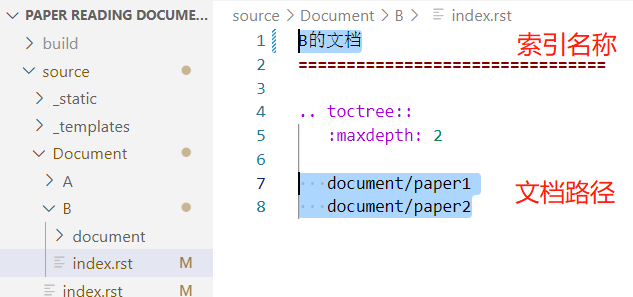 PAPER READING DOCUME...
build
source
_static
_templates
Document
A
B
document
index.rst M
index.rst M
source > Document > B > index.rst
1 B的文档
2 ================================
3
4 .. toctree::
5 :maxdepth: 2
6
7 document/paper1
8 document/paper2
索引名称
文档路径